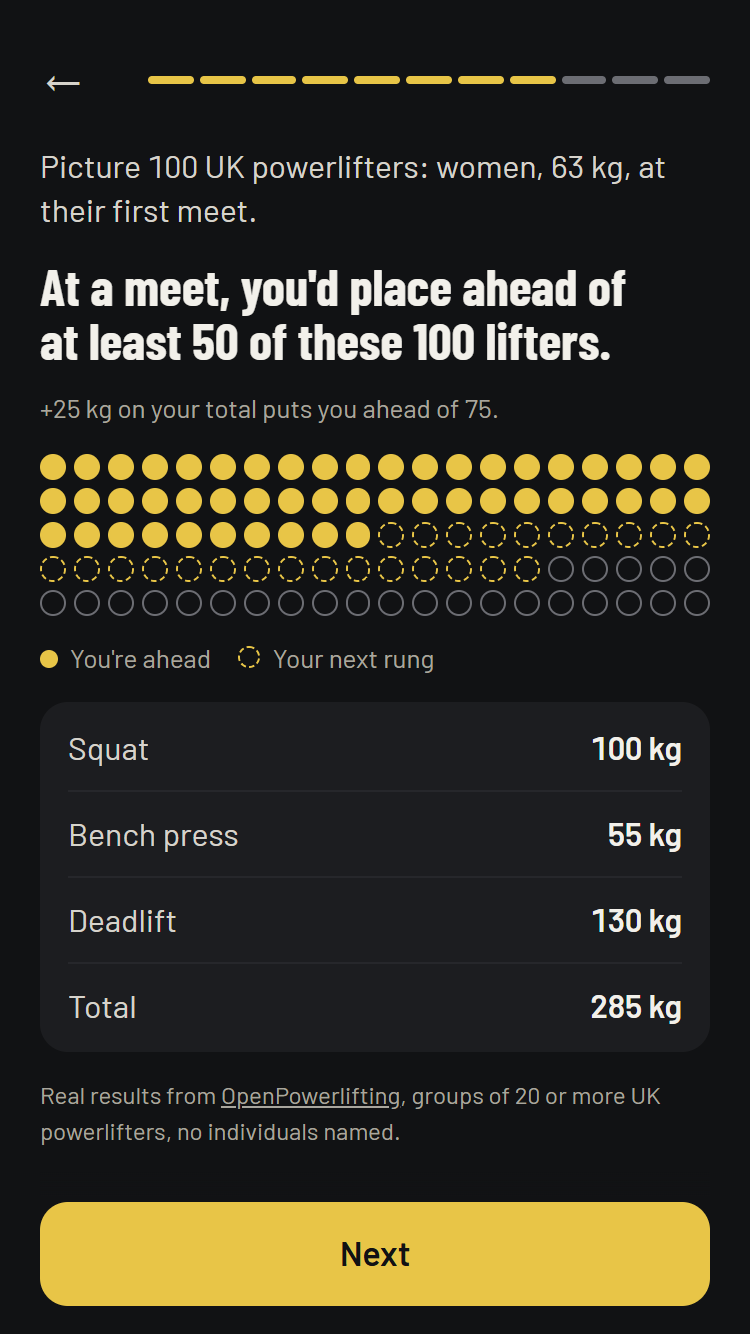 Picture 100 UK powerlifters: women, 63 kg, at
their first meet.
At a meet, you'd place ahead of
at least 50 of these 100 lifters.
+25 kg on your total puts you ahead of 75.
You're ahead
Your next rung
Squat 100 kg
Bench press 55 kg
Deadlift 130 kg
Total 285 kg
Real results from OpenPowerlifting, groups of 20 or more UK
powerlifters, no individuals named.
Next